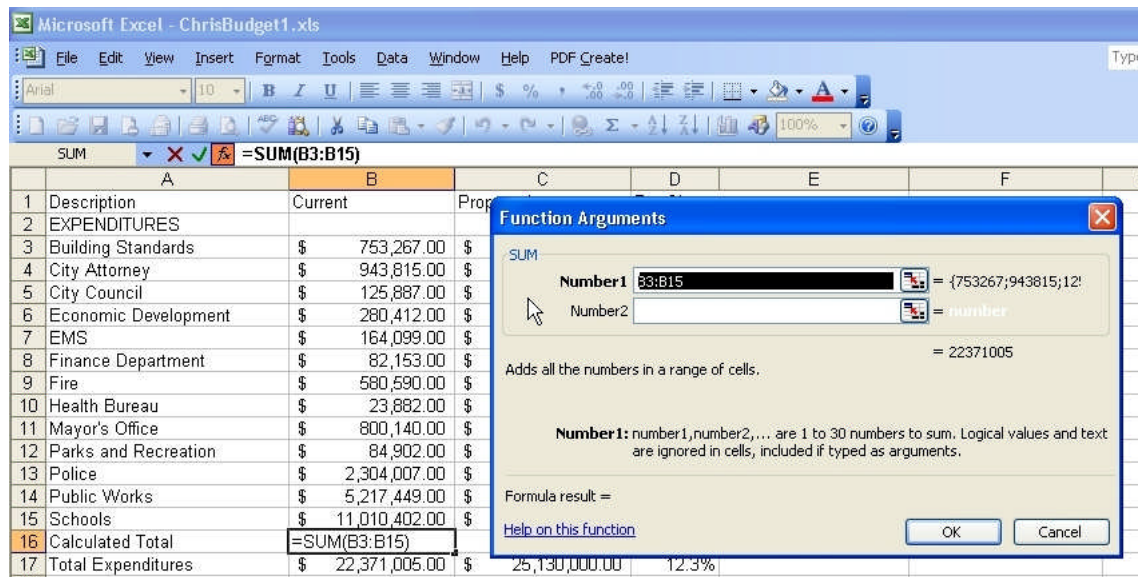 Microsoft Excel - ChrisBudget1.xls
File Edit View Insert Format Tools Data Window Help PDF Create!
Arial 10 B I U $ % , A
ABC Σ 100%
SUM fx =SUM(B3:B15)
A B C D E F
1 Description Current
2 EXPENDITURES
3 Building Standards $ 753,267.00 $
4 City Attorney $ 943,815.00 $
5 City Council $ 125,887.00 $
6 Economic Development $ 280,412.00 $
7 EMS $ 164,099.00 $
8 Finance Department $ 82,153.00 $
9 Fire $ 580,590.00 $
10 Health Bureau $ 23,882.00 $
11 Mayor's Office $ 800,140.00 $
12 Parks and Recreation $ 84,902.00 $
13 Police $ 2,304,007.00 $
14 Public Works $ 5,217,449.00 $
15 Schools $ 11,010,402.00 $
16 Calculated Total =SUM(B3:B15)
17 Total Expenditures $ 22,371,005.00 $ 25,130,000.00 12.3%
Function Arguments
SUM
Number1 B3:B15 = {753267;943815;12!
Number2 = number
= 22371005
Adds all the numbers in a range of cells.
Number1: number1,number2,... are 1 to 30 numbers to sum. Logical values and text
are ignored in cells, included if typed as arguments.
Formula result =
Help on this function OK Cancel